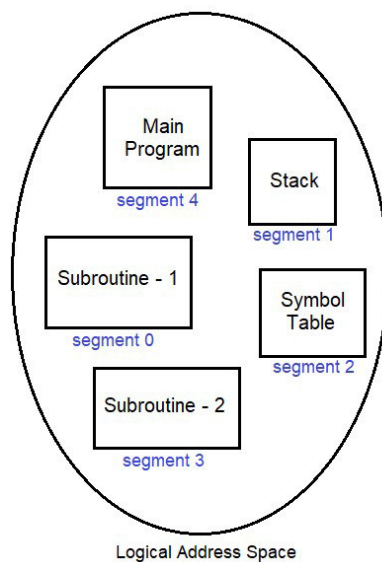 Main
Program
segment 4
Stack
segment 1
Subroutine - 1
segment 0
Symbol
Table
segment 2
Subroutine - 2
segment 3
Logical Address Space